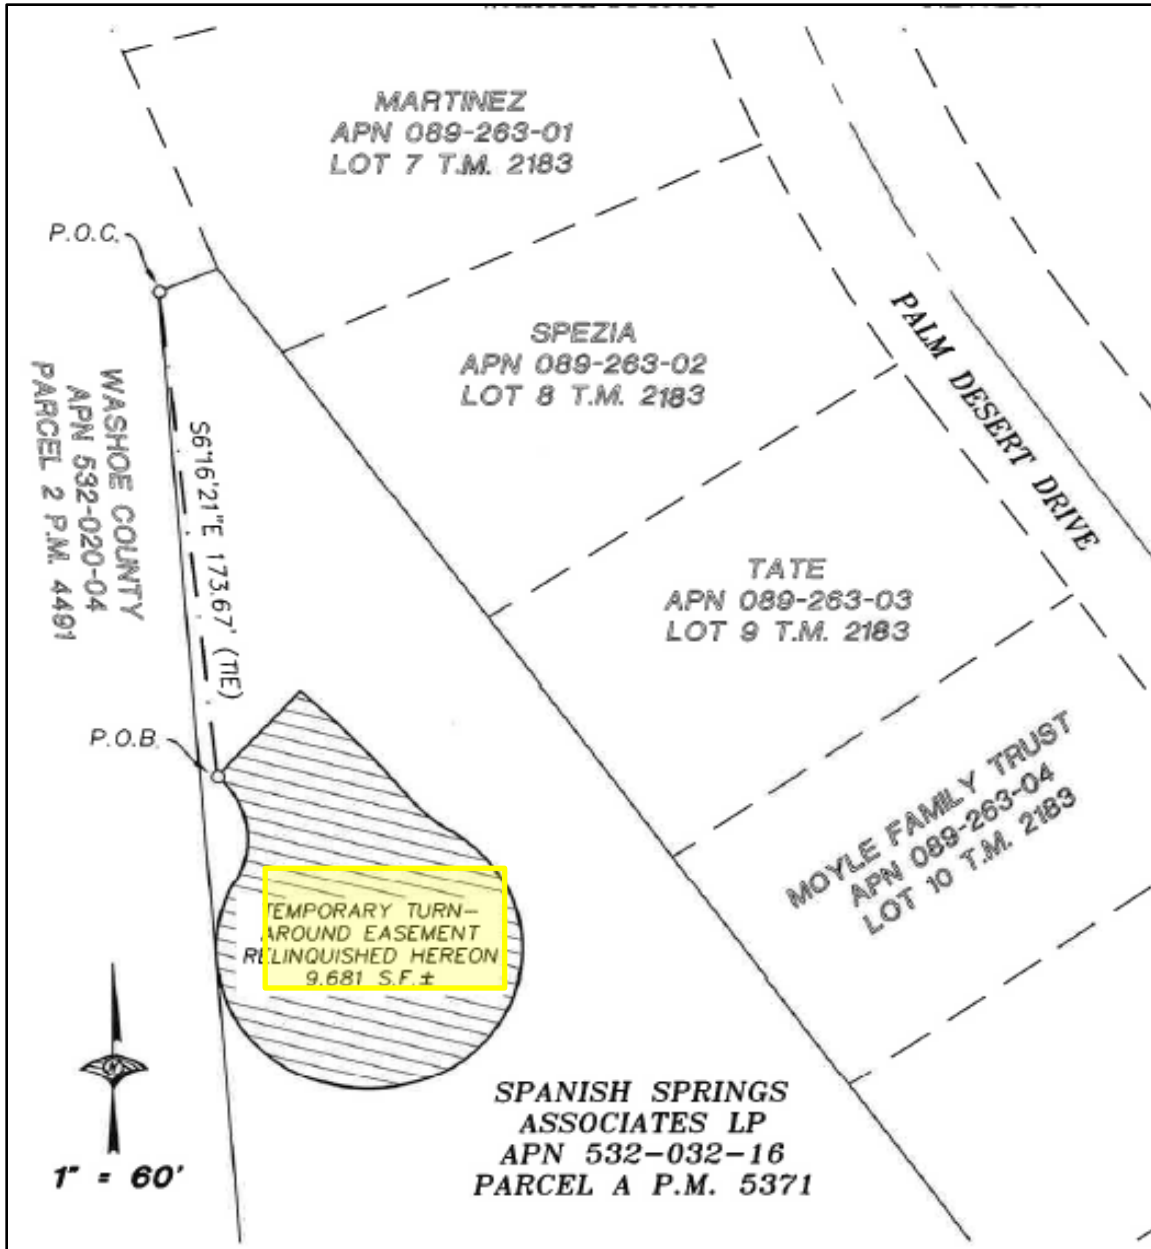 MARTINEZ
APN 089-263-01
LOT 7 T.M. 2183
P.O.C.
SPEZIA
APN 089-263-02
LOT 8 T.M. 2183
PALM DESERT DRIVE
WASHOE COUNTY
APN 532-020-04
PARCEL 2 P.M. 4491
S6°16'21"E 173.67' (TIE)
TATE
APN 089-263-03
LOT 9 T.M. 2183
P.O.B.
MOYLE FAMILY TRUST
APN 089-263-04
LOT 10 T.M. 2183
TEMPORARY TURN-
AROUND EASEMENT
RELINQUISHED HEREON
9,681 S.F.±
N
1" = 60'
SPANISH SPRINGS
ASSOCIATES LP
APN 532-032-16
PARCEL A P.M. 5371